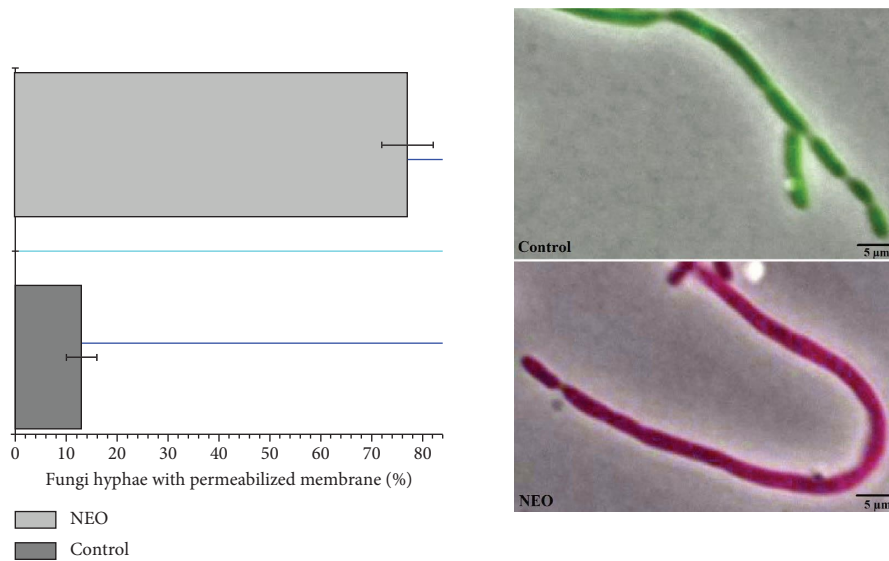 0 10 20 30 40 50 60 70 80
Fungi hyphae with permeabilized membrane (%)
NEO
Control
Control
5 μm
NEO
5 μm